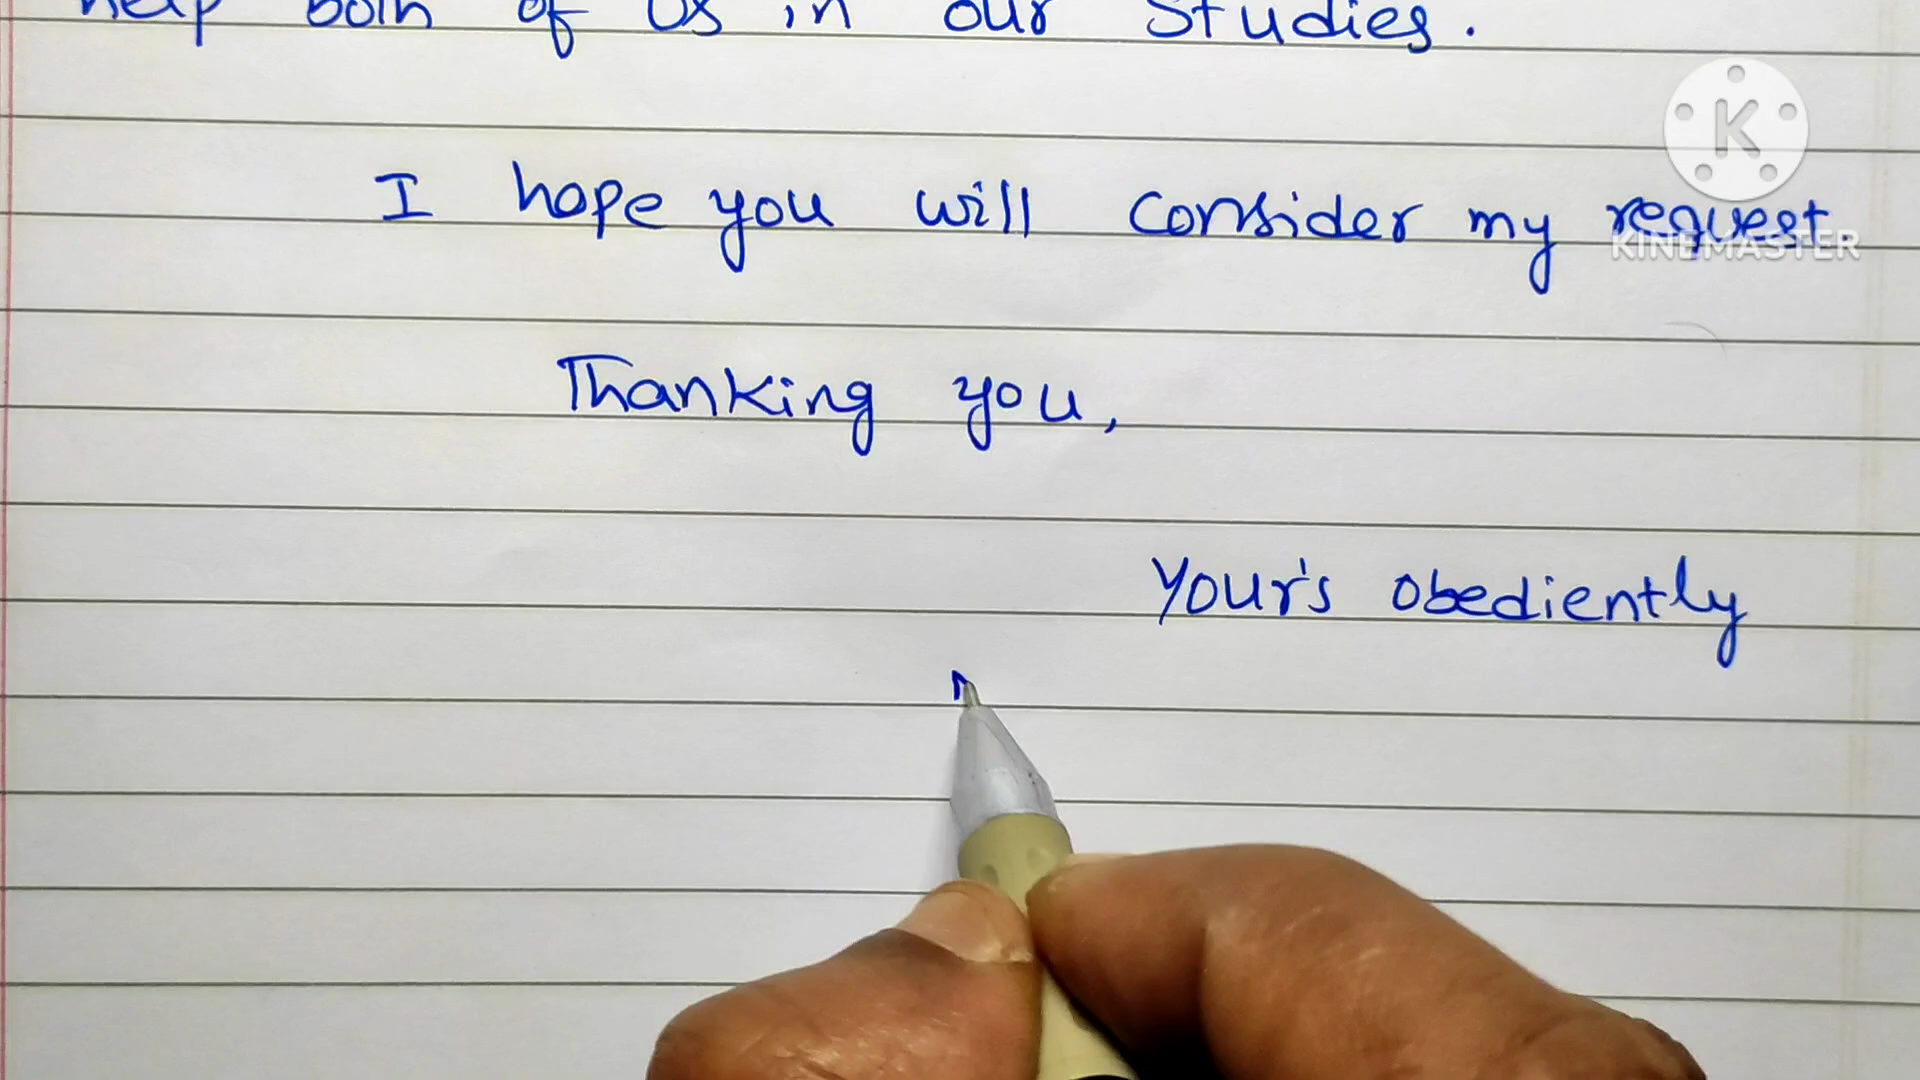 help both of us in our studies.
I hope you will consider my request
KINEMASTER
Thanking you,
Your's obediently